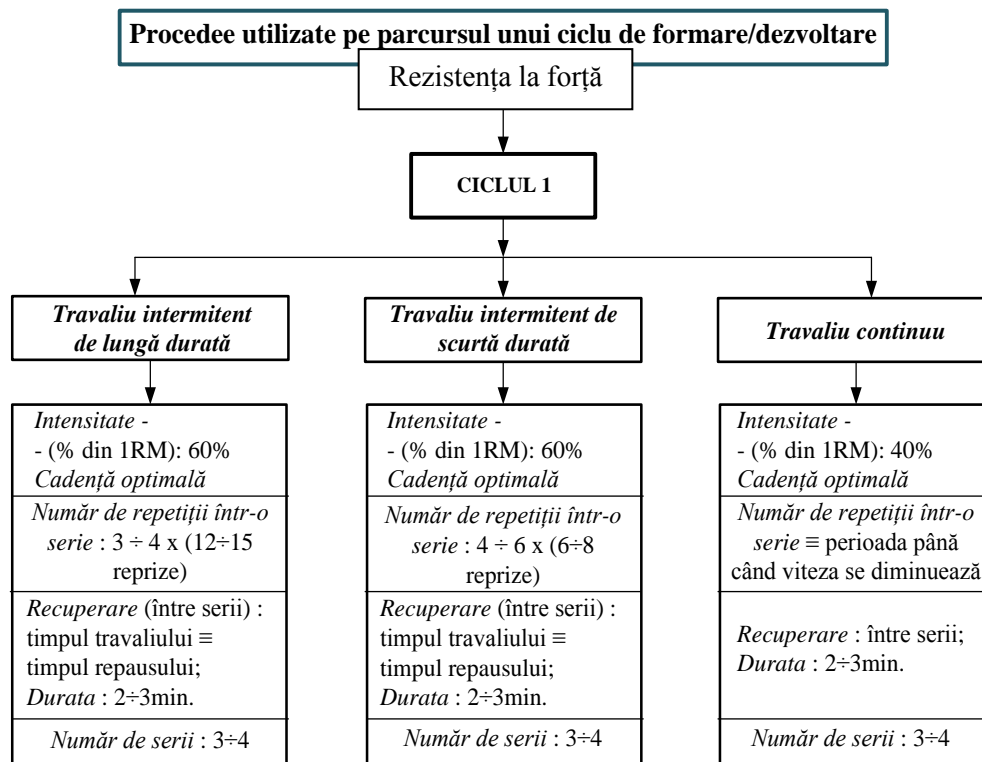 Procedee utilizate pe parcursul unui ciclu de formare/dezvoltare
Rezistența la forță
CICLUL 1
Travaliu intermitent
de lungă durată
Intensitate -
- (% din 1RM): 60%
Cadență optimală
Număr de repetiții într-o
serie : 3 ÷ 4 x (12÷15
reprize)
Recuperare (între serii) :
timpul travaliului ≡
timpul repausului;
Durata : 2÷3min.
Număr de serii : 3÷4
Travaliu intermitent de
scurtă durată
Intensitate -
- (% din 1RM): 60%
Cadență optimală
Număr de repetiții într-o
serie : 4 ÷ 6 x (6÷8
reprize)
Recuperare (între serii) :
timpul travaliului ≡
timpul repausului;
Durata : 2÷3min.
Număr de serii : 3÷4
Travaliu continuu
Intensitate -
- (% din 1RM): 40%
Cadență optimală
Număr de repetiții într-o
serie ≡ perioada până
când viteza se diminuează
Recuperare : între serii;
Durata : 2÷3min.
Număr de serii : 3÷4